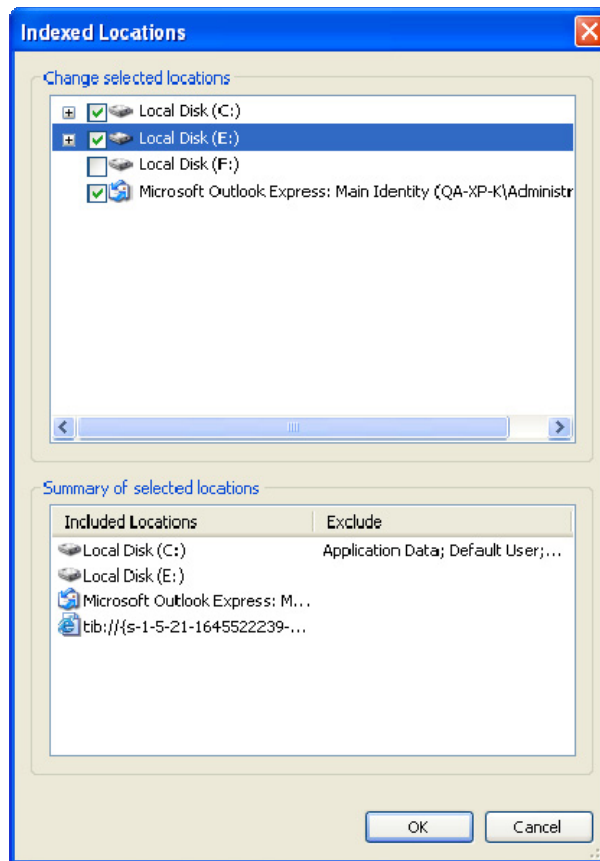 Indexed Locations
Change selected locations
Local Disk (C:)
Local Disk (E:)
Local Disk (F:)
Microsoft Outlook Express: Main Identity (QA-XP-K\Administr
Summary of selected locations
Included Locations Exclude
Local Disk (C:) Application Data; Default User;...
Local Disk (E:)
Microsoft Outlook Express: M...
tib://{s-1-5-21-1645522239-...
OK Cancel